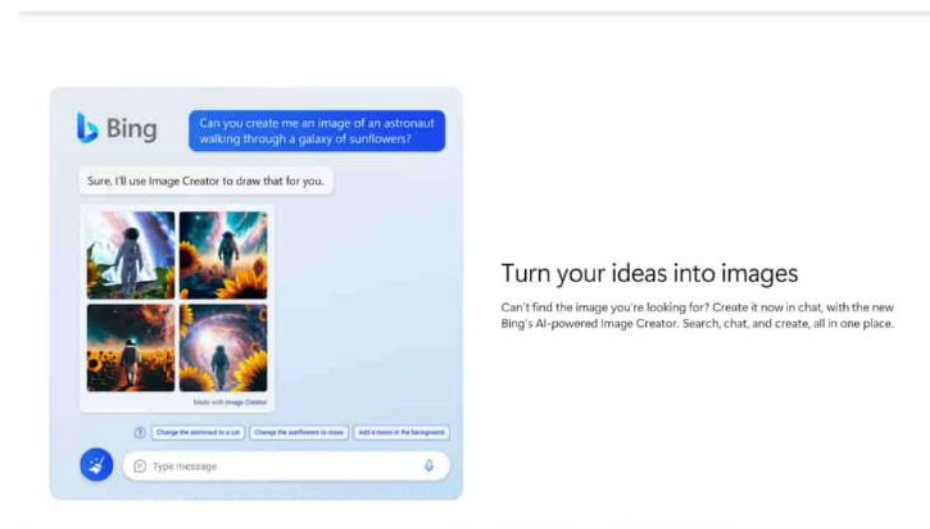 Bing
Can you create me an image of an astronaut
walking through a galaxy of sunflowers?
Sure, I'll use Image Creator to draw that for you.
Made with Image Creator
Change the astronaut to a cat
Change the sunflowers to roses
Add a moon in the background
Type message
Turn your ideas into images
Can't find the image you're looking for? Create it now in chat, with the new
Bing's AI-powered Image Creator. Search, chat, and create, all in one place.